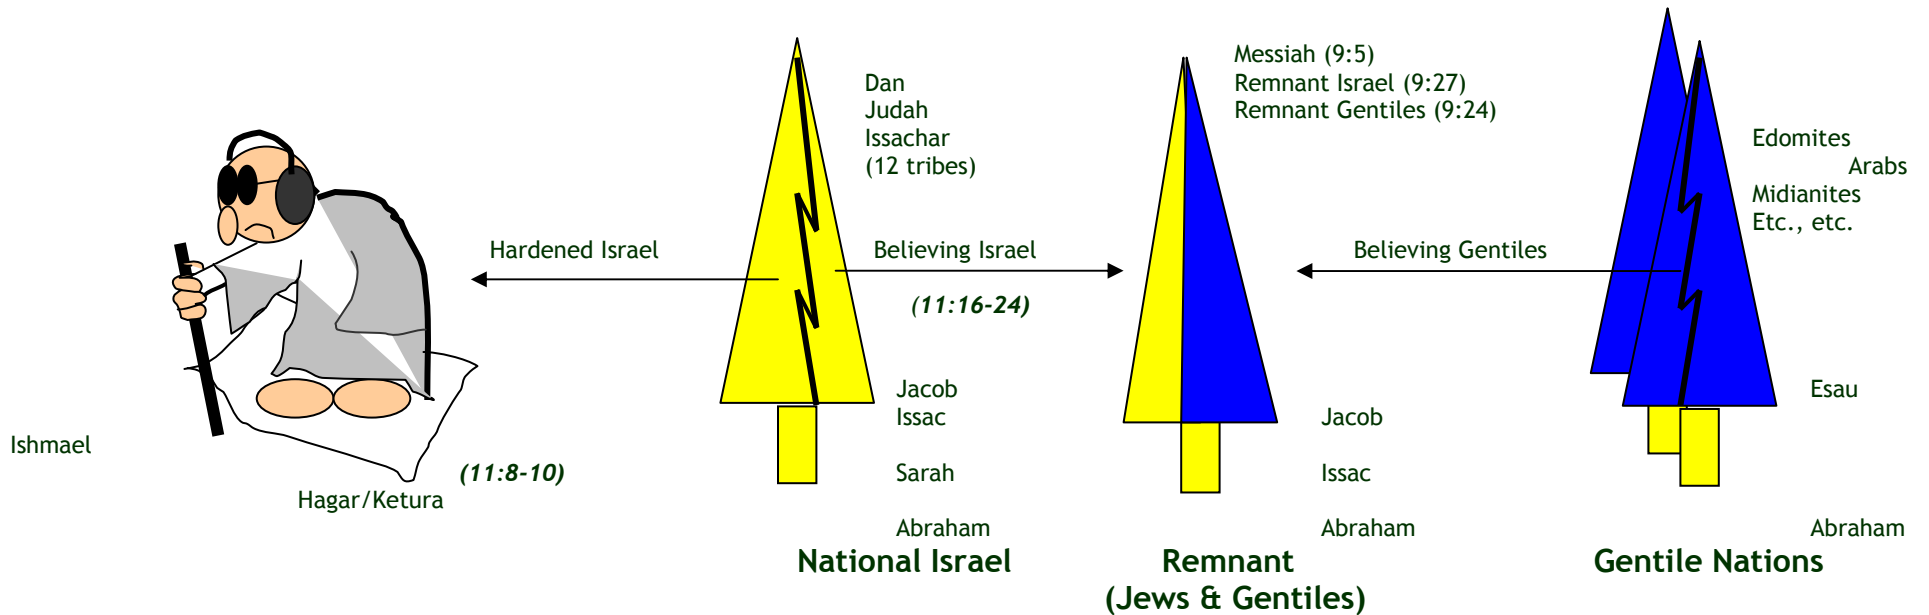 Messiah (9:5)
Remnant Israel (9:27)
Remnant Gentiles (9:24)
Dan
Judah
Issachar
(12 tribes)
Edomites
Arabs
Midianites
Etc., etc.
Hardened Israel
Believing Israel
Believing Gentiles
(11:16-24)
Jacob
Issac
Sarah
Abraham
Jacob
Issac
Abraham
Esau
Abraham
Ishmael
(11:8-10)
Hagar/Ketura
National Israel
Remnant
(Jews & Gentiles)
Gentile Nations